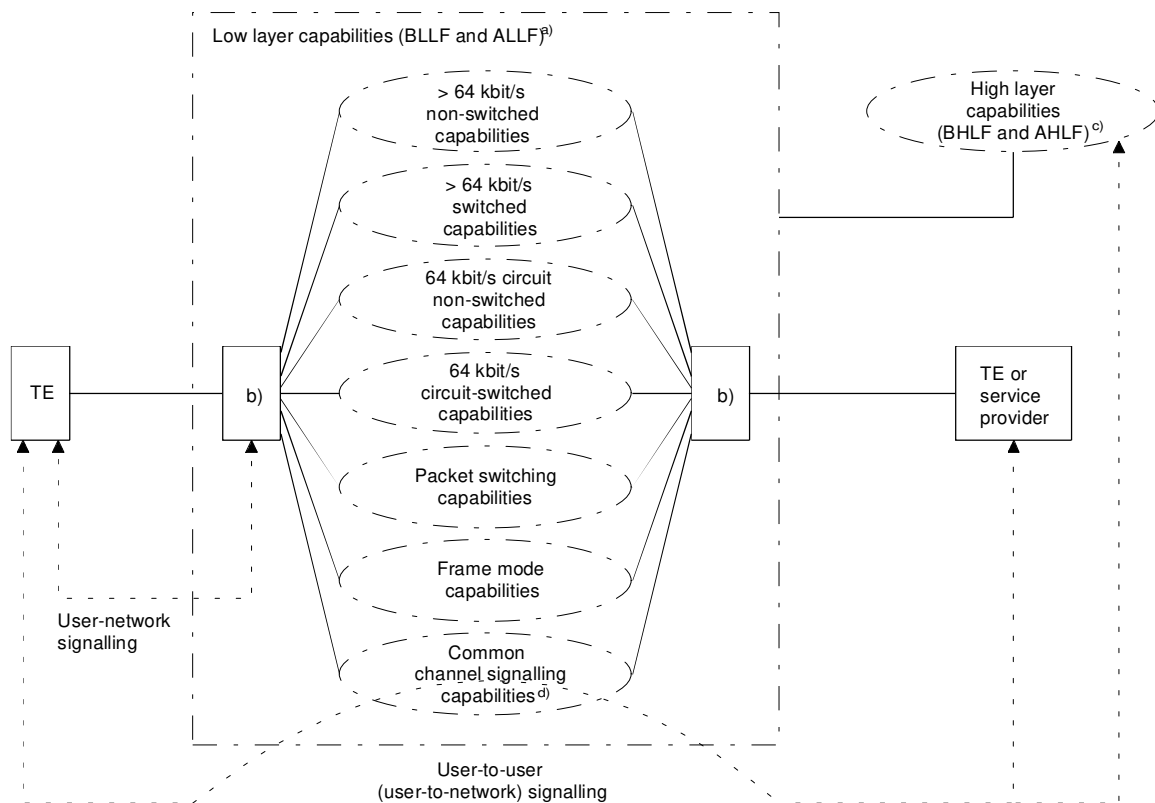 Low layer capabilities (BLLF and ALLF)a)
> 64 kbit/s
non-switched
capabilities
High layer
capabilities
(BHLF and AHLF)c)
> 64 kbit/s
switched
capabilities
64 kbit/s circuit
non-switched
capabilities
TE
b)
64 kbit/s
circuit-switched
capabilities
b)
TE or
service
provider
Packet switching
capabilities
Frame mode
capabilities
User-network
signalling
Common
channel signalling
capabilitiesd)
User-to-user
(user-to-network) signalling